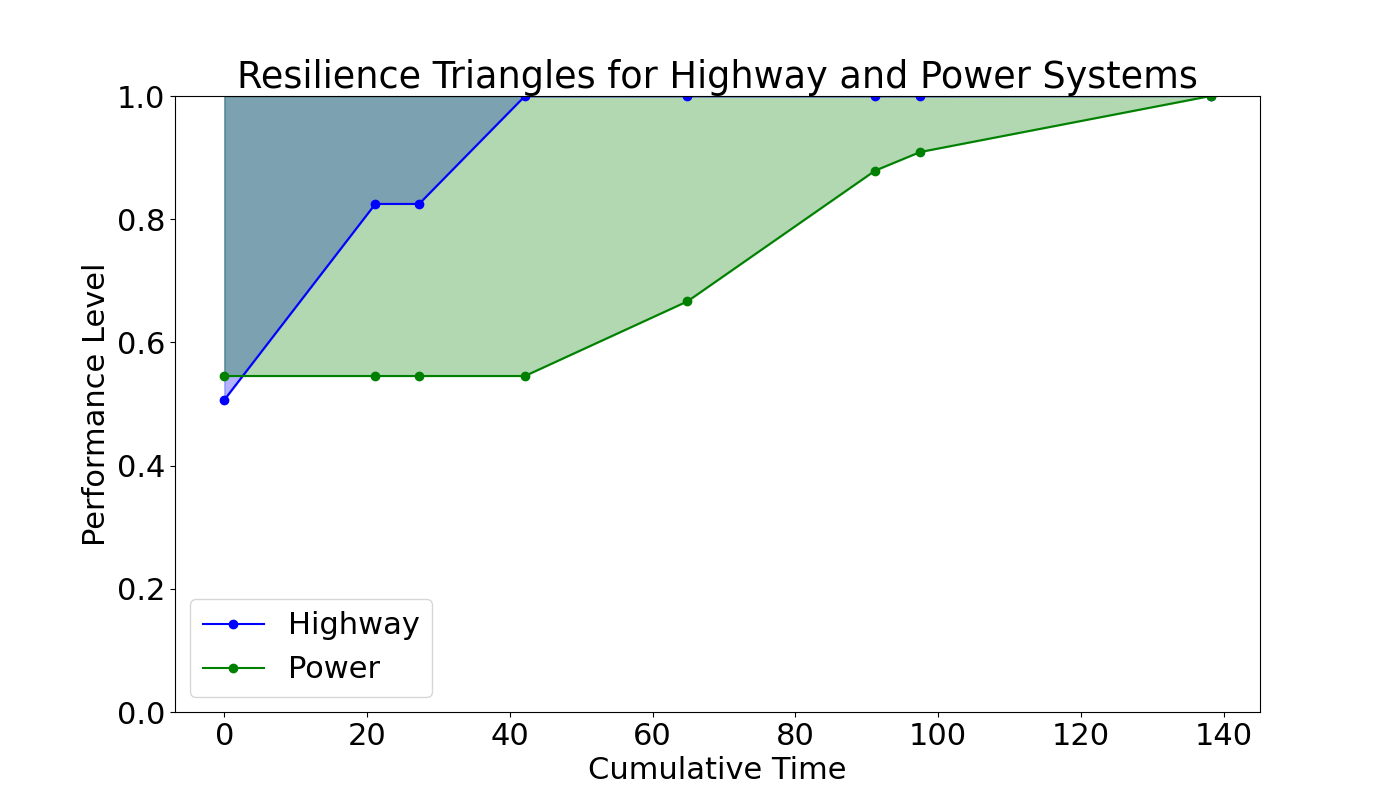 Resilience Triangles for Highway and Power Systems
1.0
0.8
0.6
0.4
0.2
0.0
Performance Level
Highway
Power
0 20 40 60 80 100 120 140
Cumulative Time